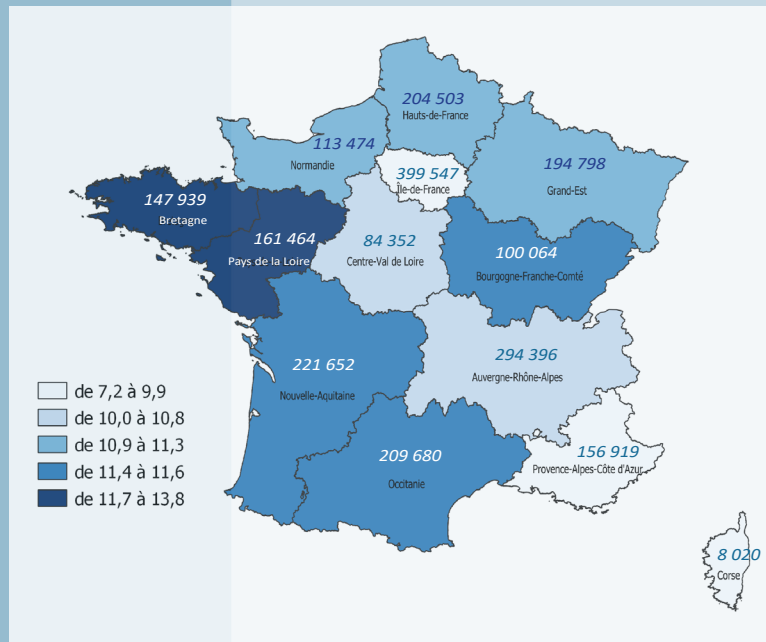 204 503
Hauts-de-France
113 474
Normandie
399 547
Île-de-France
194 798
Grand-Est
147 939
Bretagne
161 464
Pays de la Loire
84 352
Centre-Val de Loire
100 064
Bourgogne-Franche-Comté
221 652
Nouvelle-Aquitaine
294 396
Auvergne-Rhône-Alpes
209 680
Occitanie
156 919
Provence-Alpes-Côte d'Azur
8 020
Corse
de 7,2 à 9,9
de 10,0 à 10,8
de 10,9 à 11,3
de 11,4 à 11,6
de 11,7 à 13,8